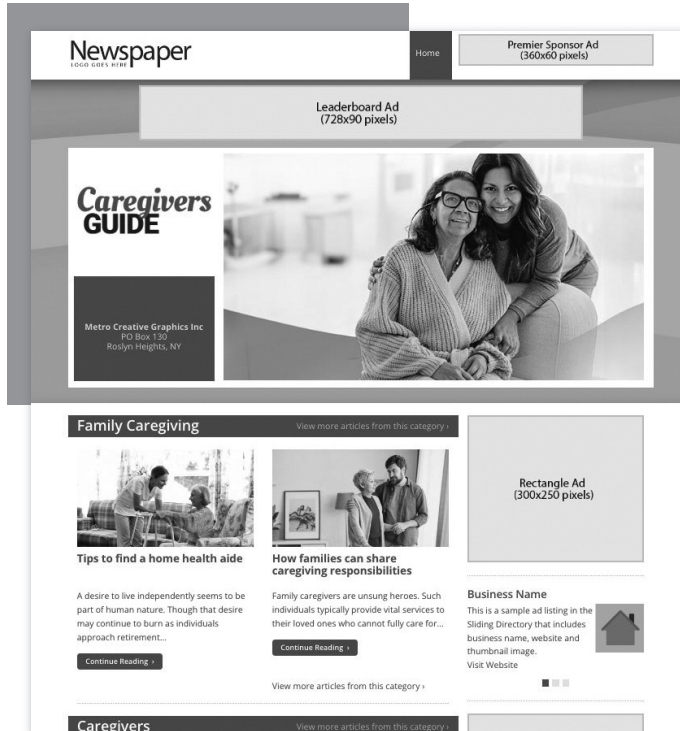 Newspaper
LOGO GOES HERE
Home
Premier Sponsor Ad
(360x60 pixels)
Leaderboard Ad
(728x90 pixels)
Caregivers
GUIDE
Metro Creative Graphics Inc
PO Box 130
Roslyn Heights, NY
Family Caregiving
View more articles from this category ›
Tips to find a home health aide
A desire to live independently seems to be
part of human nature. Though that desire
may continue to burn as individuals
approach retirement...
Continue Reading ›
How families can share
caregiving responsibilities
Family caregivers are unsung heroes. Such
individuals typically provide vital services to
their loved ones who cannot fully care for...
Continue Reading ›
View more articles from this category ›
Rectangle Ad
(300x250 pixels)
Business Name
This is a sample ad listing in the
Sliding Directory that includes
business name, website and
thumbnail image.
Visit Website
Caregivers
View more articles from this category ›